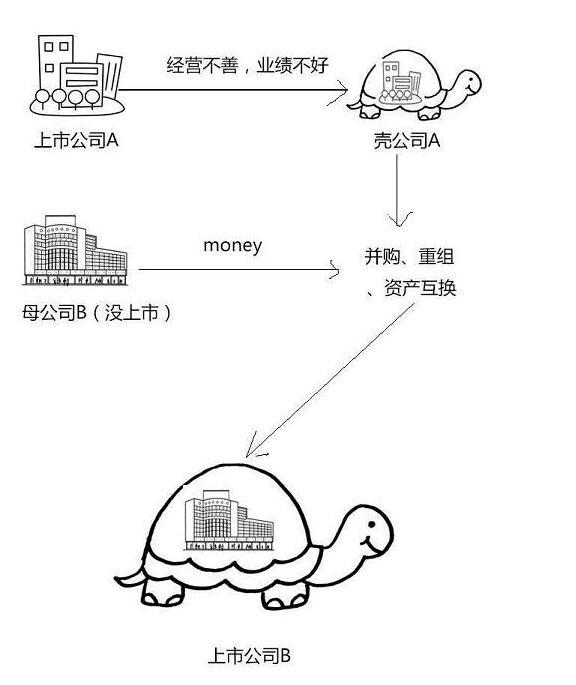 经营不善，业绩不好
上市公司A
壳公司A
money
并购、重组
、资产互换
母公司B（没上市）
上市公司B